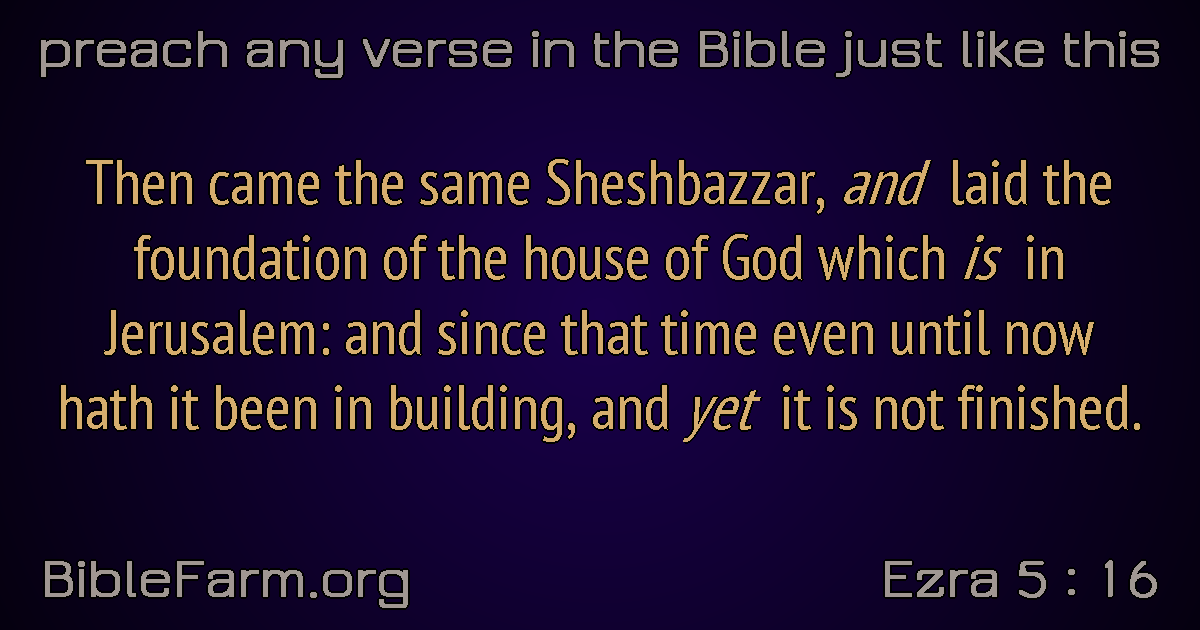 preach any verse in the Bible just like this
Then came the same Sheshbazzar, and laid the
foundation of the house of God which is in
Jerusalem: and since that time even until now
hath it been in building, and yet it is not finished.
BibleFarm.org
Ezra 5 : 16